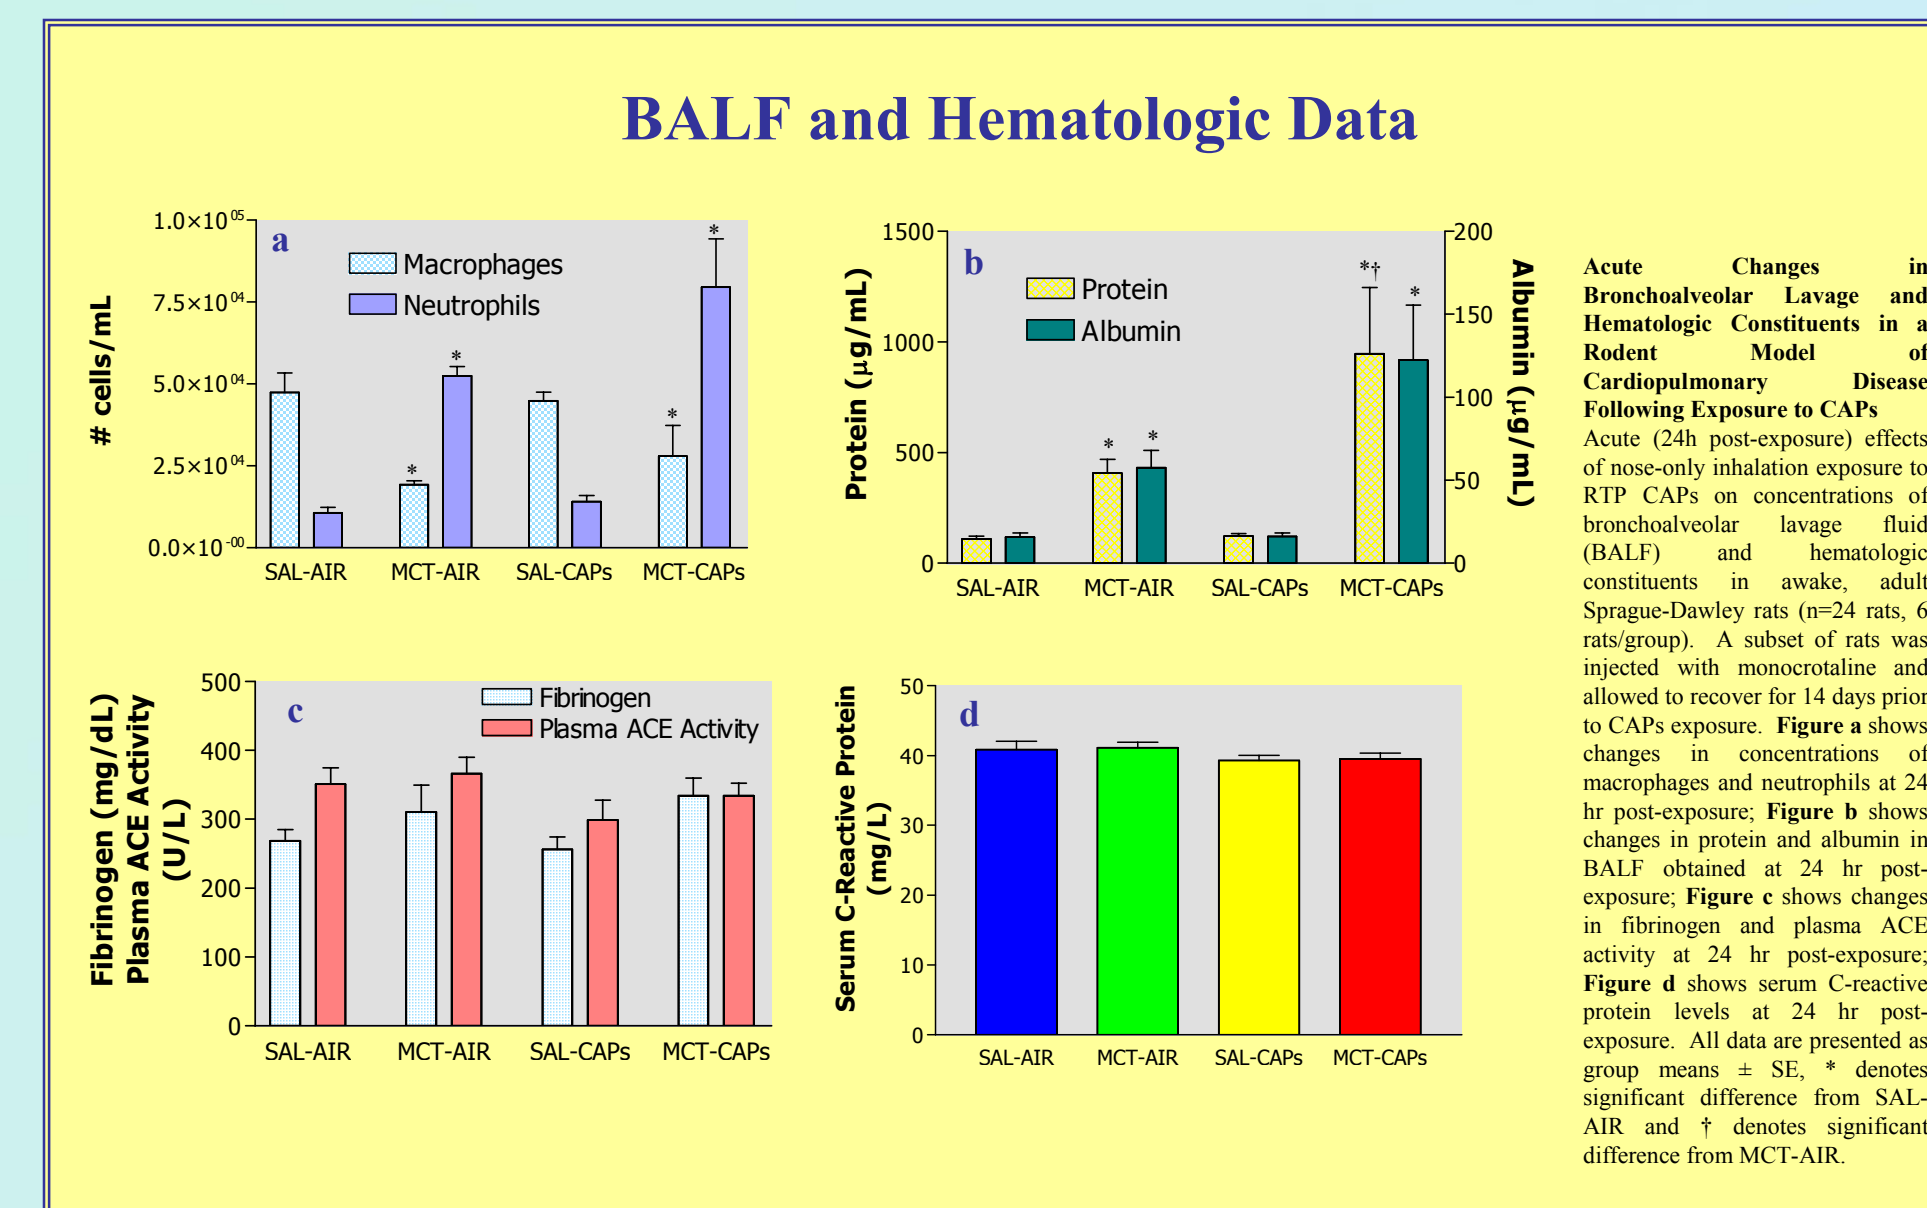 BALF and Hematologic Data
1.0×10^05
7.5×10^04
5.0×10^04
2.5×10^04
0.0×10^-00
# cells/mL
a
Macrophages
Neutrophils
*
*
*
*
SAL-AIR MCT-AIR SAL-CAPs MCT-CAPs
1500
1000
500
0
Protein (μg/mL)
b
Protein
Albumin
*
*
*†
*
200
150
100
50
0
Albumin (μg/mL)
SAL-AIR MCT-AIR SAL-CAPs MCT-CAPs
500
400
300
200
100
0
Fibrinogen (mg/dL)
Plasma ACE Activity
(U/L)
c
Fibrinogen
Plasma ACE Activity
SAL-AIR MCT-AIR SAL-CAPs MCT-CAPs
50
40
30
20
10
0
Serum C-Reactive Protein
(mg/L)
d
SAL-AIR MCT-AIR SAL-CAPs MCT-CAPs
Acute Changes in
Bronchoalveolar Lavage and
Hematologic Constituents in a
Rodent Model of
Cardiopulmonary Disease
Following Exposure to CAPs
Acute (24h post-exposure) effects
of nose-only inhalation exposure to
RTP CAPs on concentrations of
bronchoalveolar lavage fluid
(BALF) and hematologic
constituents in awake, adult
Sprague-Dawley rats (n=24 rats, 6
rats/group). A subset of rats was
injected with monocrotaline and
allowed to recover for 14 days prior
to CAPs exposure. Figure a shows
changes in concentrations of
macrophages and neutrophils at 24
hr post-exposure; Figure b shows
changes in protein and albumin in
BALF obtained at 24 hr post-
exposure; Figure c shows changes
in fibrinogen and plasma ACE
activity at 24 hr post-exposure;
Figure d shows serum C-reactive
protein levels at 24 hr post-
exposure. All data are presented as
group means ± SE, * denotes
significant difference from SAL-
AIR and † denotes significant
difference from MCT-AIR.